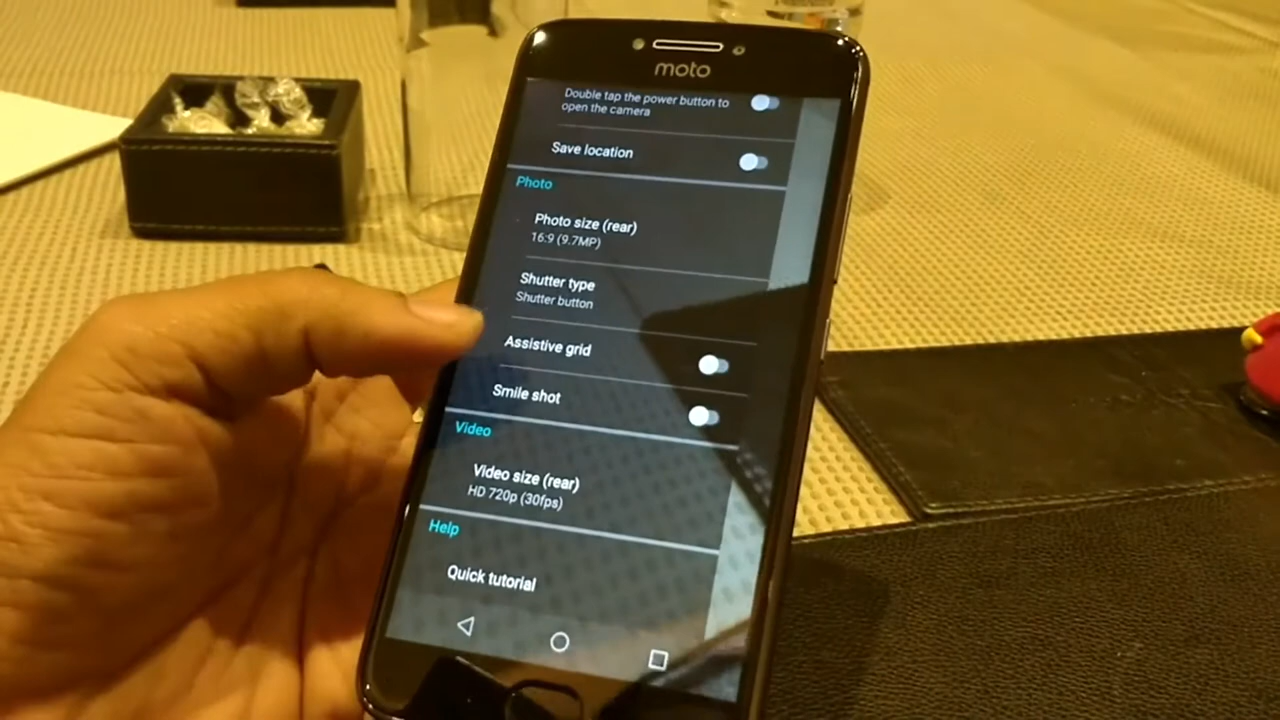 moto
Double tap the power button to
open the camera
Save location
Photo
Photo size (rear)
16:9 (9.7MP)
Shutter type
Shutter button
Assistive grid
Smile shot
Video
Video size (rear)
HD 720p (30fps)
Help
Quick tutorial